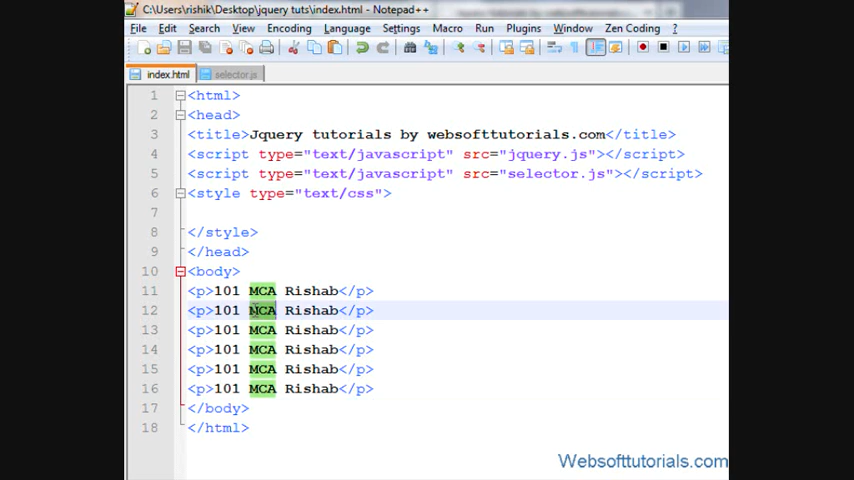 C:\Users\rishik\Desktop\jquery tuts\index.html - Notepad++
File Edit Search View Encoding Language Settings Macro Run Plugins Window Zen Coding ?
index.html selector.js
1 <html>
2 <head>
3 <title>Jquery tutorials by websofttutorials.com</title>
4 <script type="text/javascript" src="jquery.js"></script>
5 <script type="text/javascript" src="selector.js"></script>
6 <style type="text/css">
7
8 </style>
9 </head>
10 <body>
11 <p>101 MCA Rishab</p>
12 <p>101 MCA Rishab</p>
13 <p>101 MCA Rishab</p>
14 <p>101 MCA Rishab</p>
15 <p>101 MCA Rishab</p>
16 <p>101 MCA Rishab</p>
17 </body>
18 </html>
Websofttutorials.com